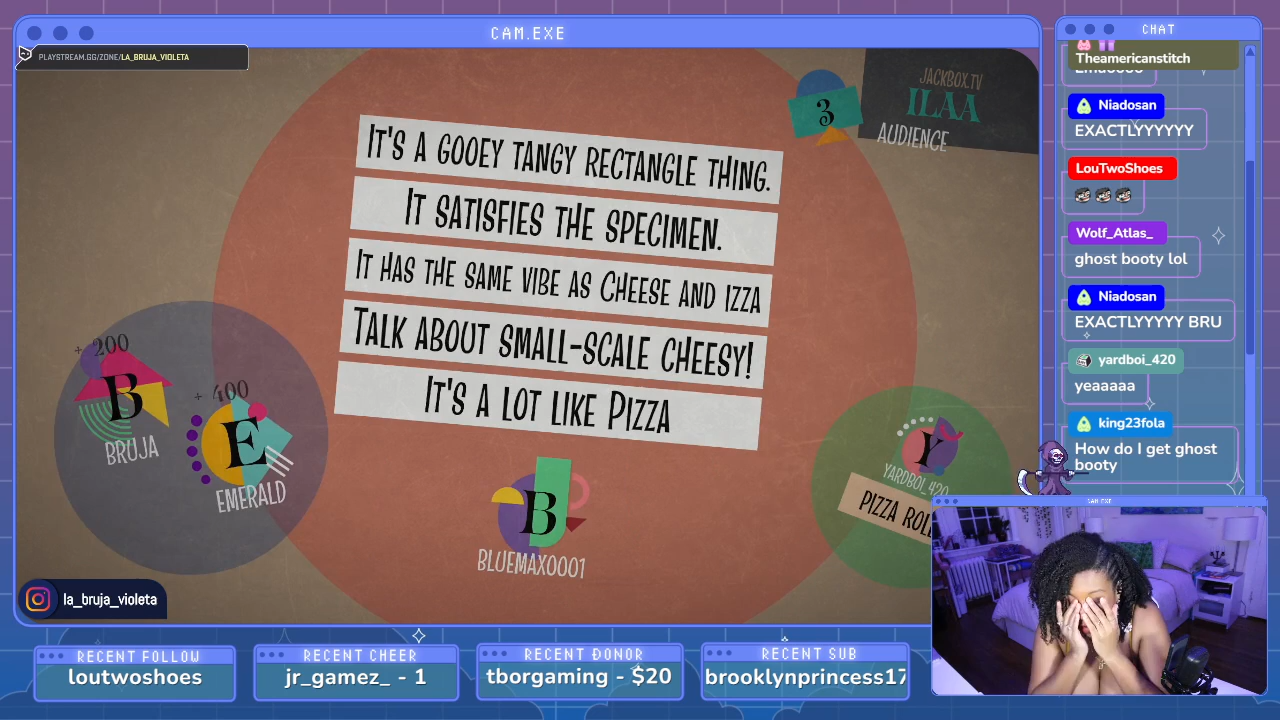 CAM.EXE
PLAYSTREAM.GG/ZONE/LA_BRUJA_VIOLETA
JACKBOX.TV
ILAA
AUDIENCE
3
IT'S A GOOEY TANGY RECTANGLE THING.
IT SATISFIES THE SPECIMEN.
IT HAS THE SAME VIBE AS CHEESE AND IZZA
TALK ABOUT SMALL-SCALE CHEESY!
IT'S A LOT LIKE PIZZA
+ 200
B
BRUJA
+ 400
E
EMERALD
B
BLUEMAX0001
Y
YARDBOI_420
PIZZA ROLL
la_bruja_violeta
CHAT
Theamericanstitch
Niadosan
EXACTLYYYYYY
LouTwoShoes
Wolf_Atlas_
ghost booty lol
Niadosan
EXACTLYYYYY BRU
yardboi_420
yeaaaaa
king23fola
How do I get ghost
booty
CAM.EXE
RECENT FOLLOW
loutwoshoes
RECENT CHEER
jr_gamez_ - 1
RECENT DONOR
tborgaming - $20
RECENT SUB
brooklynprincess17